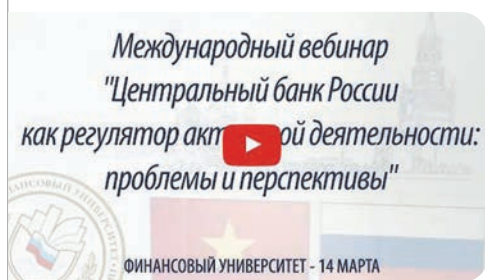 Международный вебинар
"Центральный банк России
как регулятор деятельности:
проблемы и перспективы"
ФИНАНСОВЫЙ УНИВЕРСИТЕТ - 14 МАРТА